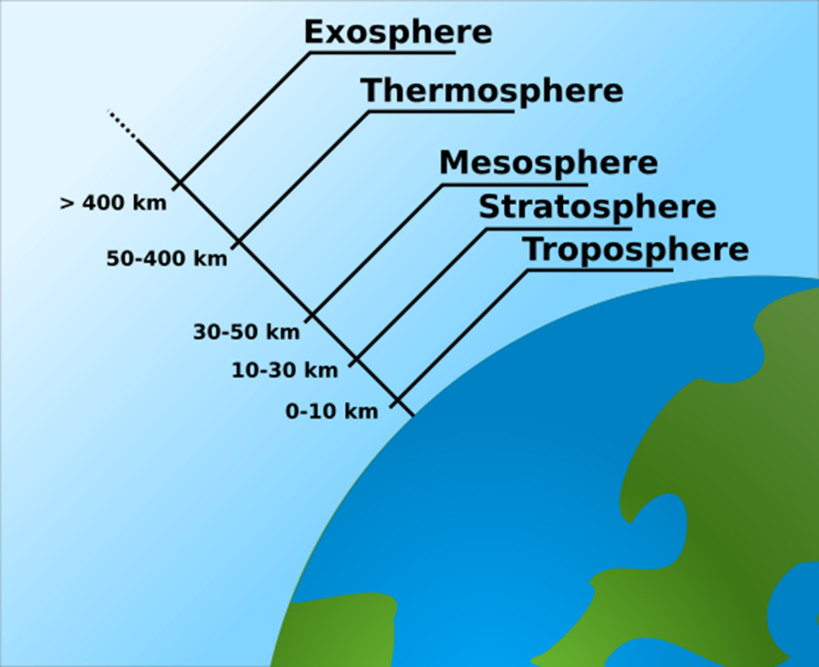 Exosphere
Thermosphere
Mesosphere
Stratosphere
Troposphere
> 400 km
50-400 km
30-50 km
10-30 km
0-10 km